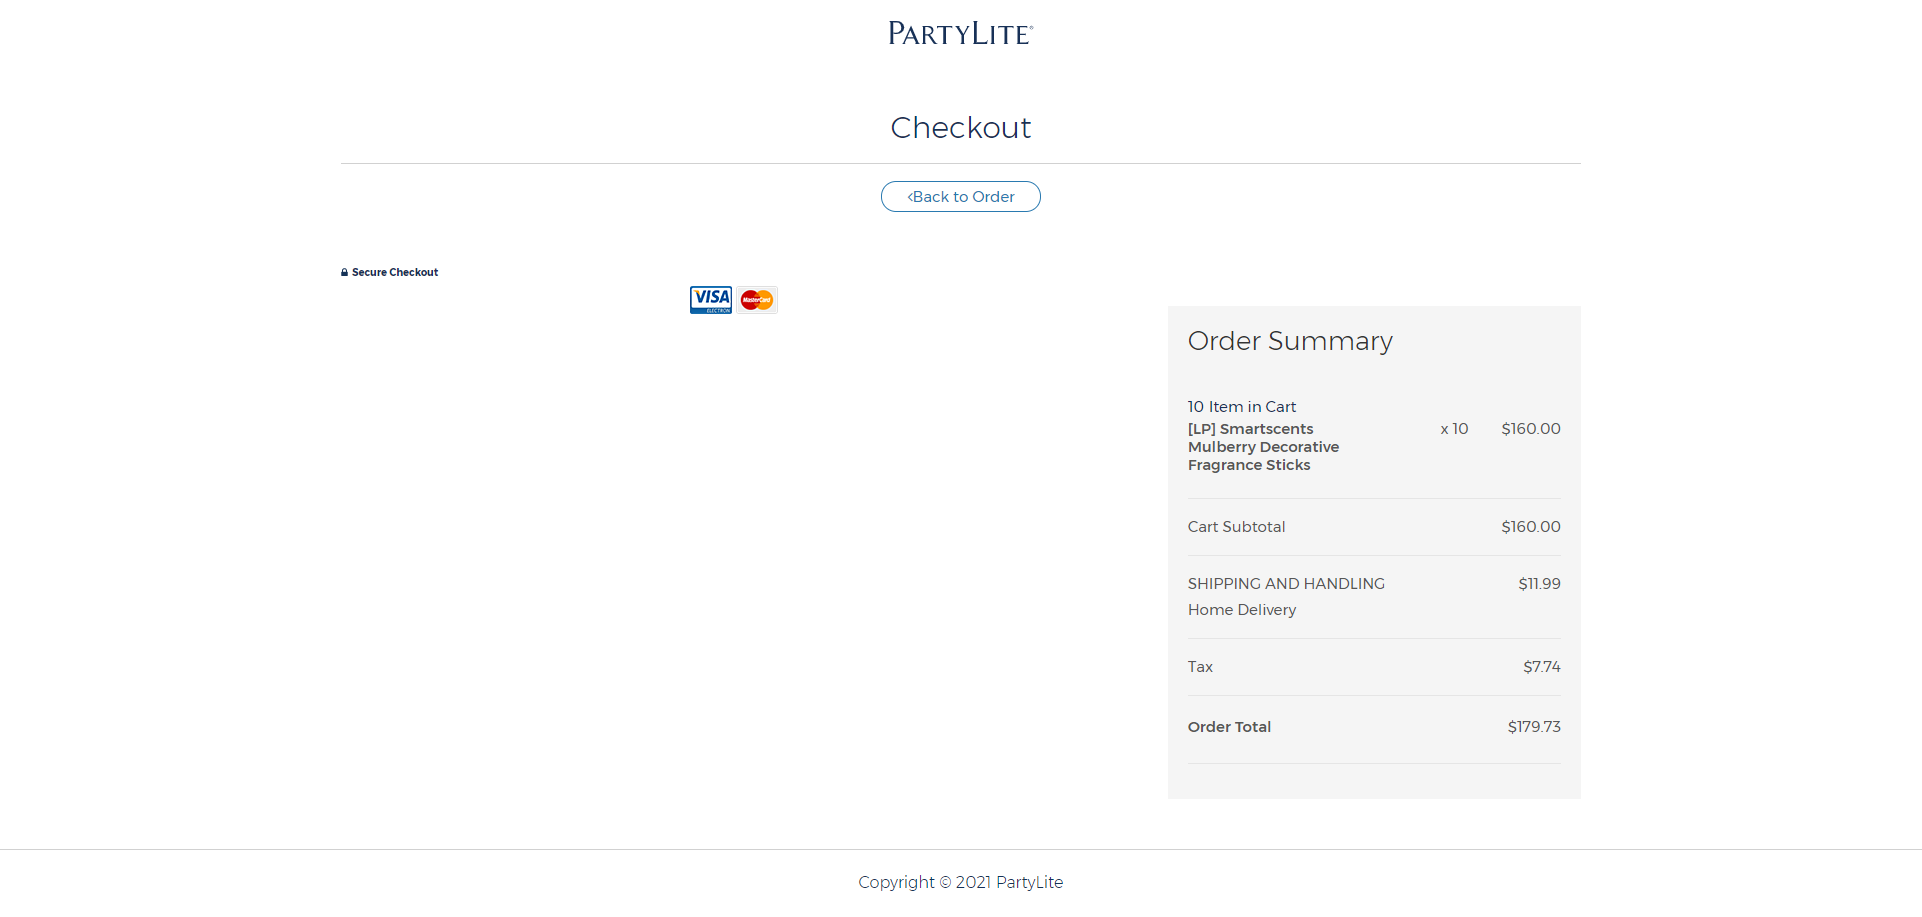 PARTYLITE®
Checkout
<Back to Order
Secure Checkout
VISA
ELECTRON
MasterCard
Order Summary
10 Item in Cart
[LP] Smartscents x 10 $160.00
Mulberry Decorative
Fragrance Sticks
Cart Subtotal $160.00
SHIPPING AND HANDLING $11.99
Home Delivery
Tax $7.74
Order Total $179.73
Copyright © 2021 PartyLite